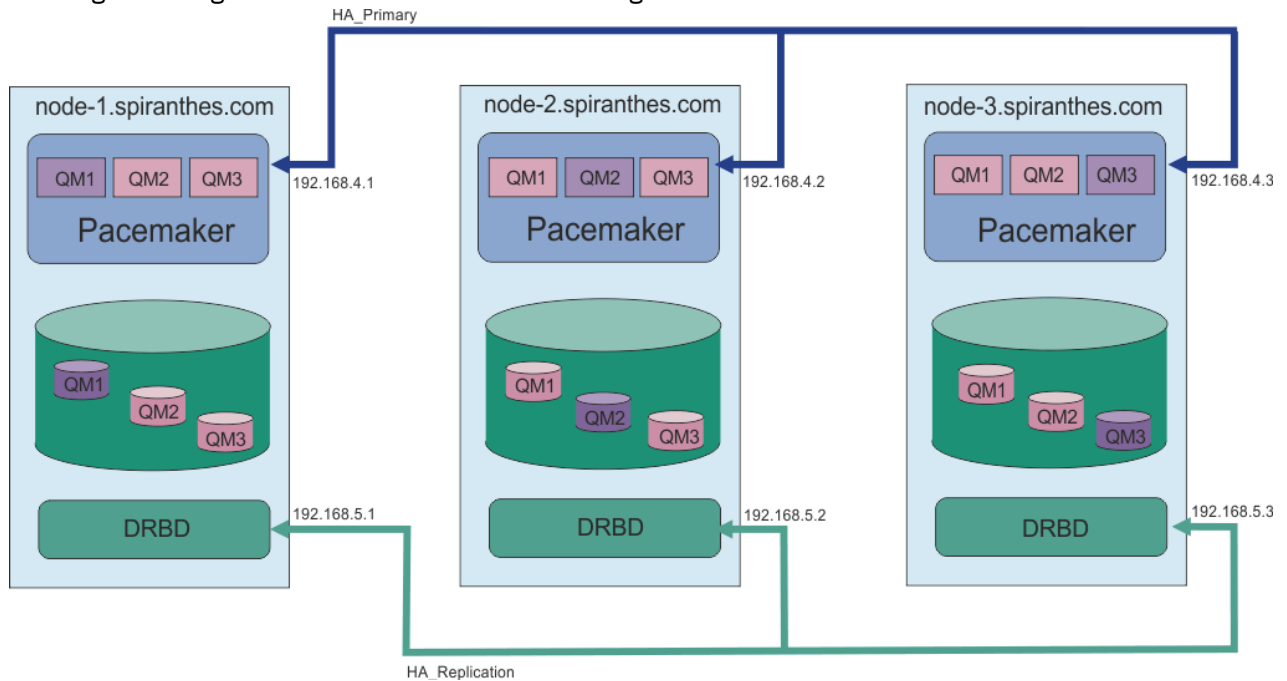 HA_Primary
node-1.spiranthes.com
QM1 QM2 QM3
Pacemaker
192.168.4.1
QM1
QM2
QM3
DRBD
192.168.5.1
node-2.spiranthes.com
QM1 QM2 QM3
Pacemaker
192.168.4.2
QM1
QM2
QM3
DRBD
192.168.5.2
node-3.spiranthes.com
QM1 QM2 QM3
Pacemaker
192.168.4.3
QM1
QM2
QM3
DRBD
192.168.5.3
HA_Replication